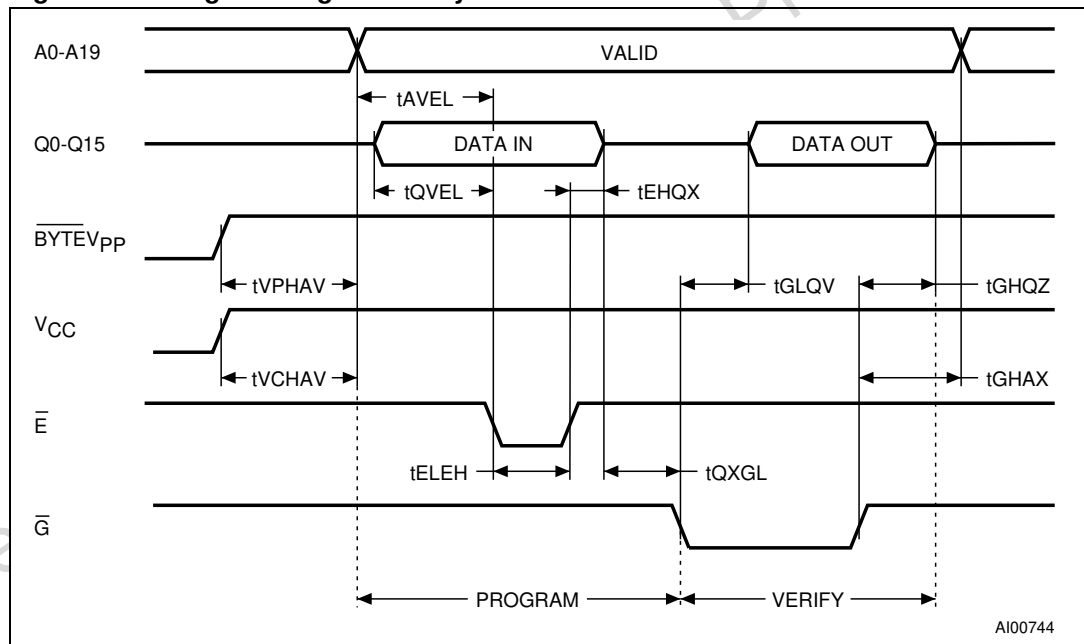 A0-A19
VALID
tAVEL
Q0-Q15
DATA IN
DATA OUT
tQVEL
tEHQX
BYTEVPP
tVPHAV
tGLQV
tGHQZ
VCC
tVCHAV
tGHAX
E
tELEH
tQXGL
G
PROGRAM
VERIFY
AI00744